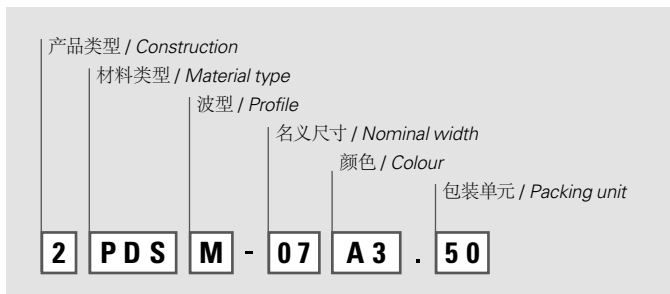 产品类型 / Construction
材料类型 / Material type
波型 / Profile
名义尺寸 / Nominal width
颜色 / Colour
包装单元 / Packing unit
2 PDS M - 07 A3 . 50